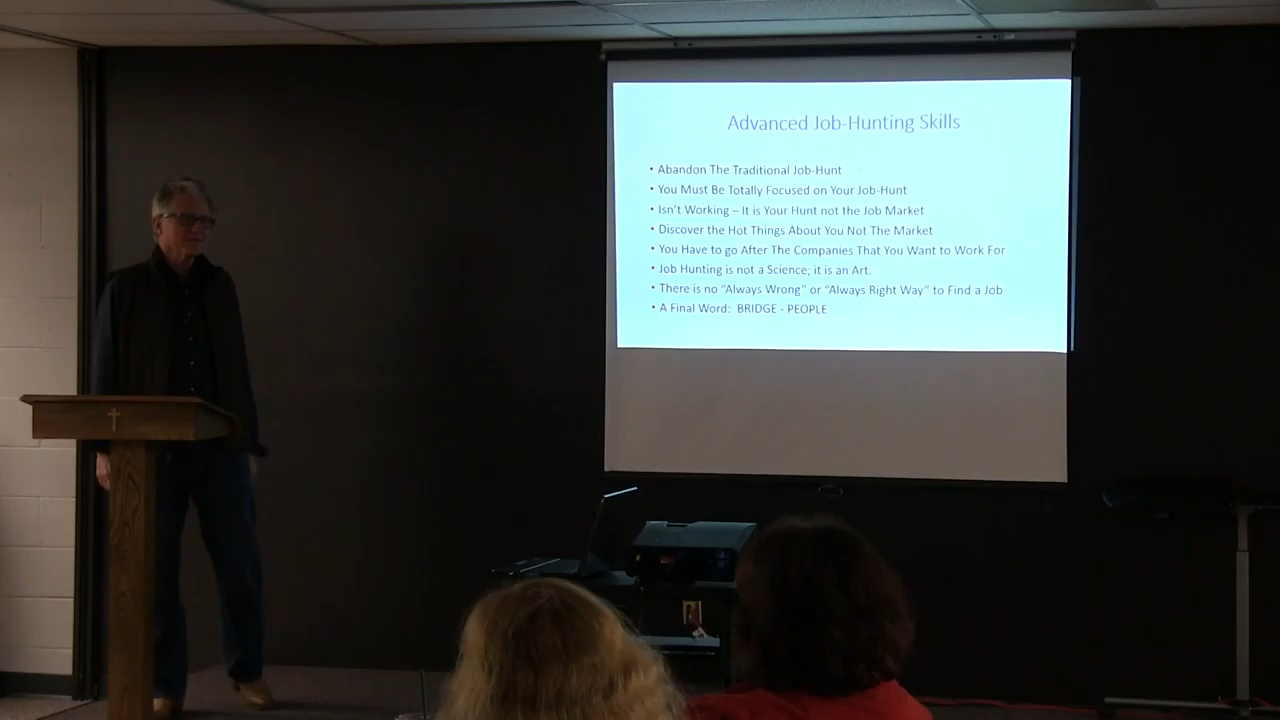 Advanced Job-Hunting Skills
• Abandon The Traditional Job-Hunt
• You Must Be Totally Focused on Your Job-Hunt
• Isn't Working – It is Your Hunt not the Job Market
• Discover the Hot Things About You Not The Market
• You Have to go After The Companies That You Want to Work For
• Job Hunting is not a Science; it is an Art.
• There is no “Always Wrong” or “Always Right Way” to Find a Job
• A Final Word: BRIDGE - PEOPLE